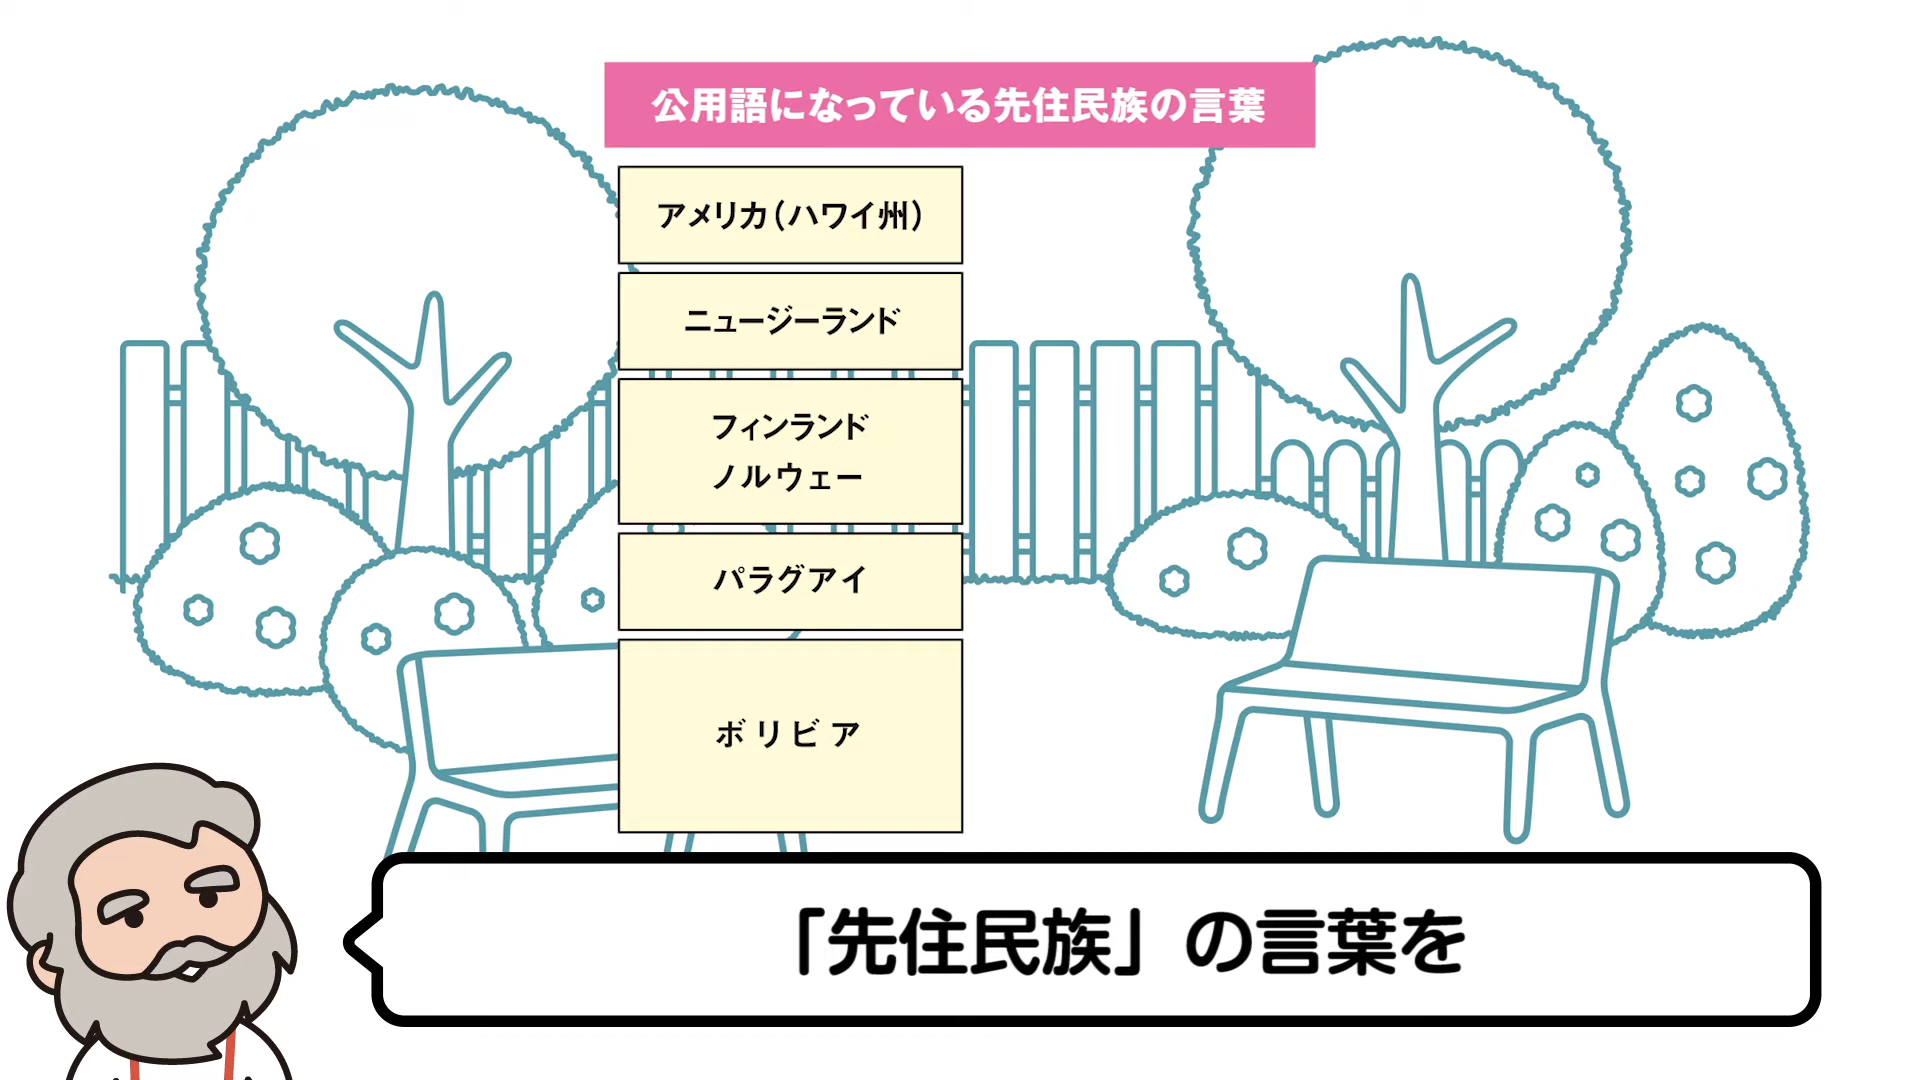 公用語になっている先住民族の言葉
アメリカ(ハワイ州)
ニュージーランド
フィンランド
ノルウェー
パラグアイ
ボリビア
「先住民族」の言葉を